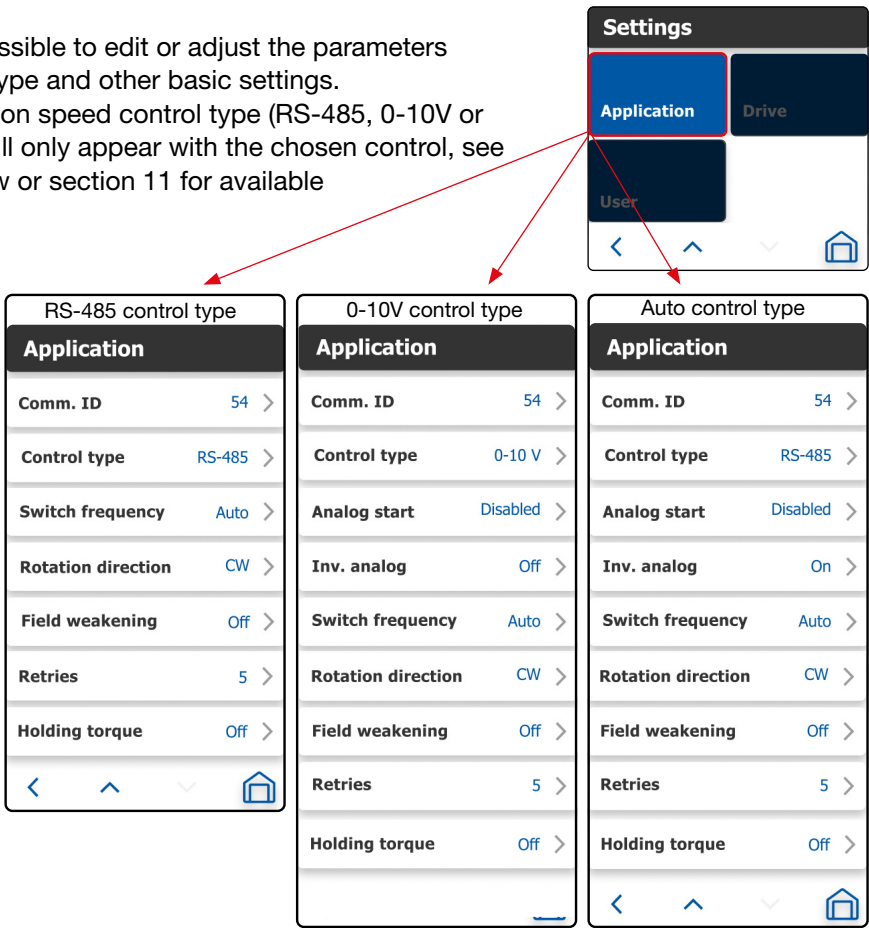 ssible to edit or adjust the parameters
ype and other basic settings.
on speed control type (RS-485, 0-10V or
ll only appear with the chosen control, see
w or section 11 for available
Settings
Application
Drive
User
RS-485 control type
Application
Comm. ID 54
Control type RS-485
Switch frequency Auto
Rotation direction CW
Field weakening Off
Retries 5
Holding torque Off
0-10V control type
Application
Comm. ID 54
Control type 0-10 V
Analog start Disabled
Inv. analog Off
Switch frequency Auto
Rotation direction CW
Field weakening Off
Retries 5
Holding torque Off
Auto control type
Application
Comm. ID 54
Control type RS-485
Analog start Disabled
Inv. analog On
Switch frequency Auto
Rotation direction CW
Field weakening Off
Retries 5
Holding torque Off